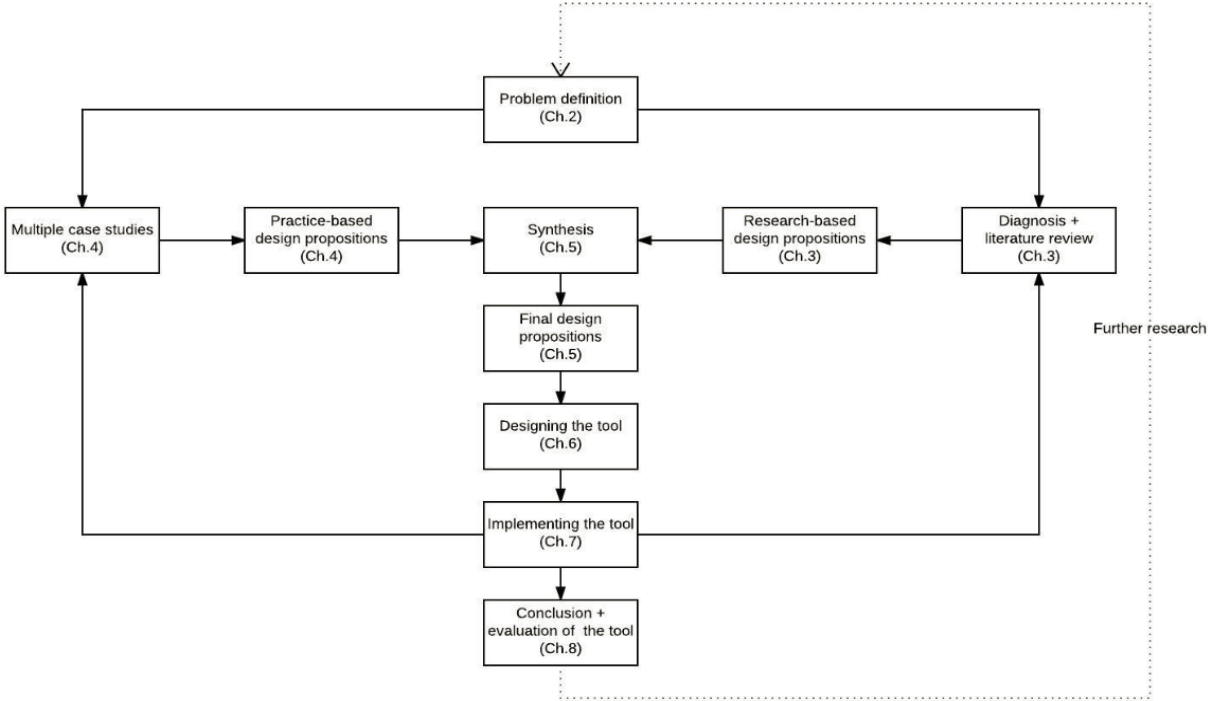 Problem definition
(Ch.2)
Multiple case studies
(Ch.4)
Practice-based
design propositions
(Ch.4)
Synthesis
(Ch.5)
Research-based
design propositions
(Ch.3)
Diagnosis +
literature review
(Ch.3)
Final design
propositions
(Ch.5)
Further research
Designing the tool
(Ch.6)
Implementing the tool
(Ch.7)
Conclusion +
evaluation of the tool
(Ch.8)